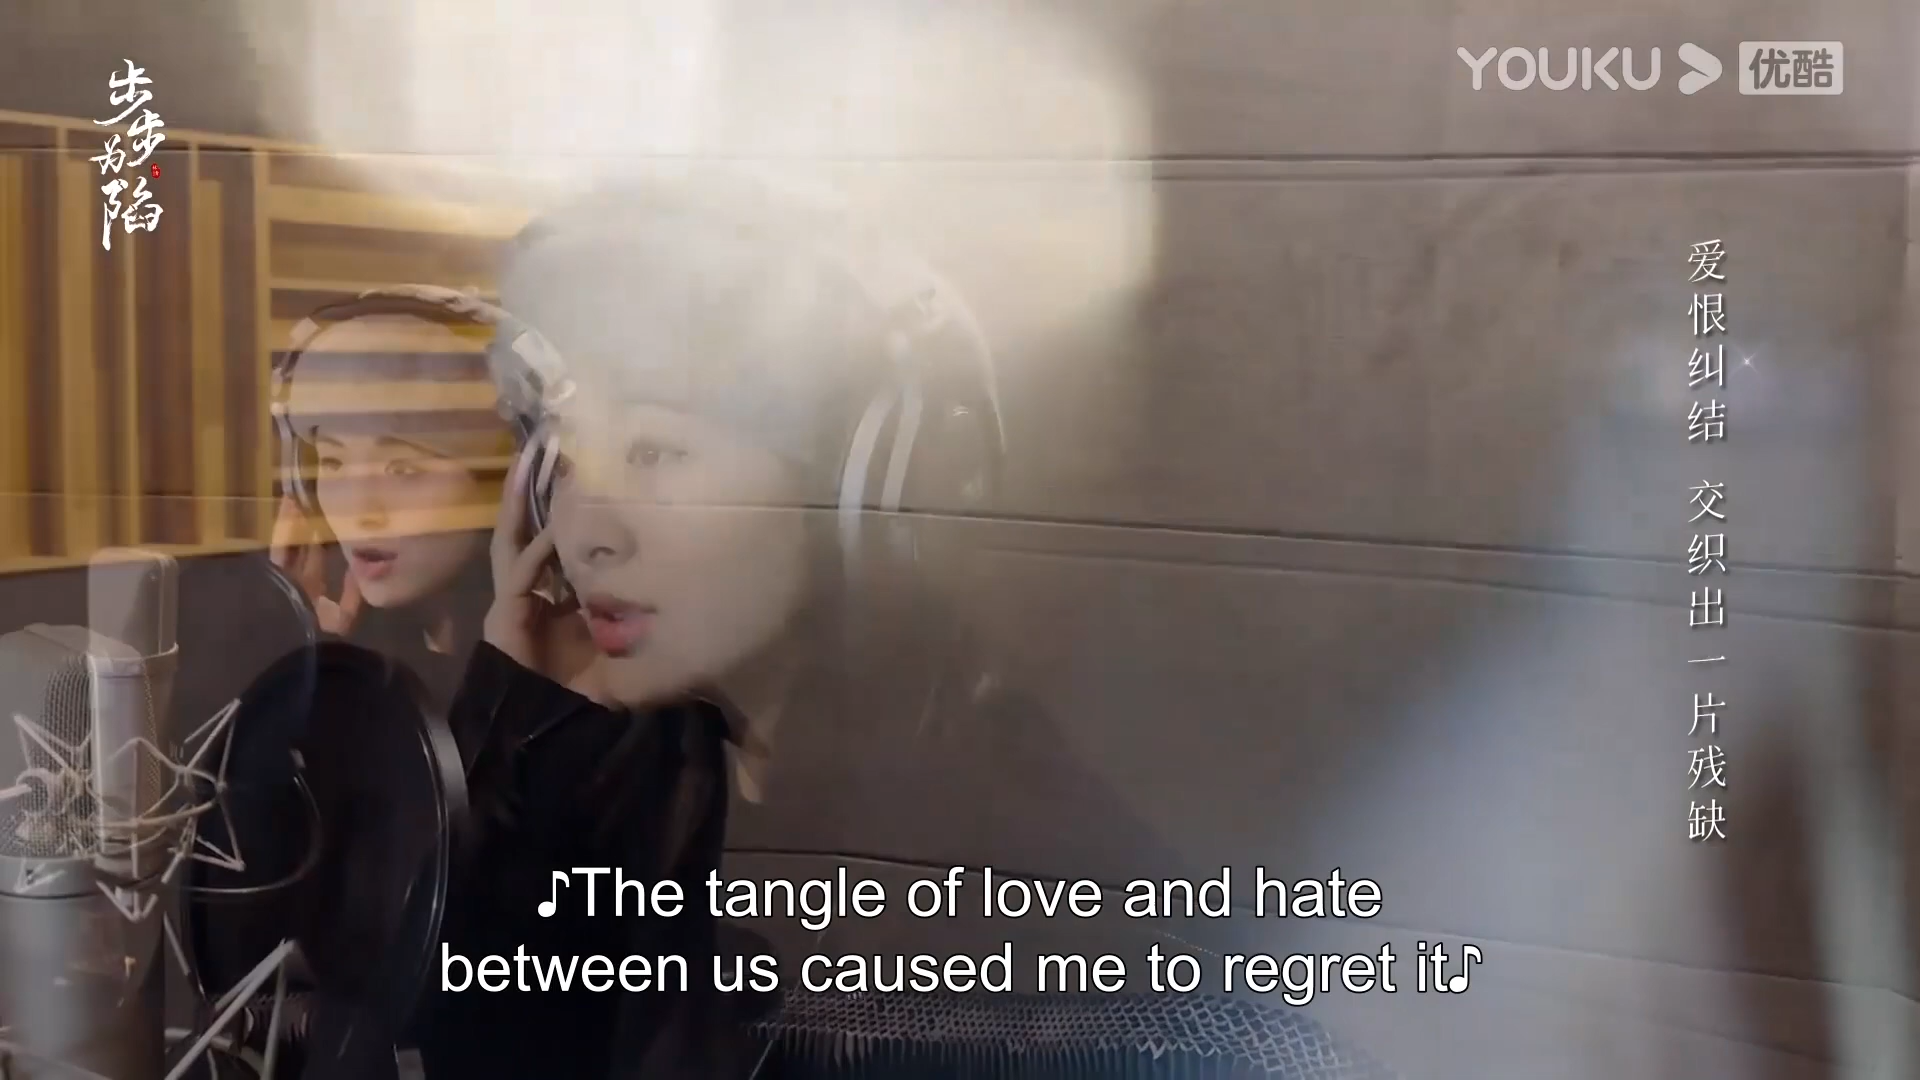 步步为陷
YOUKU 优酷
爱恨纠结 交织出一片残缺
♪The tangle of love and hate
between us caused me to regret it♪